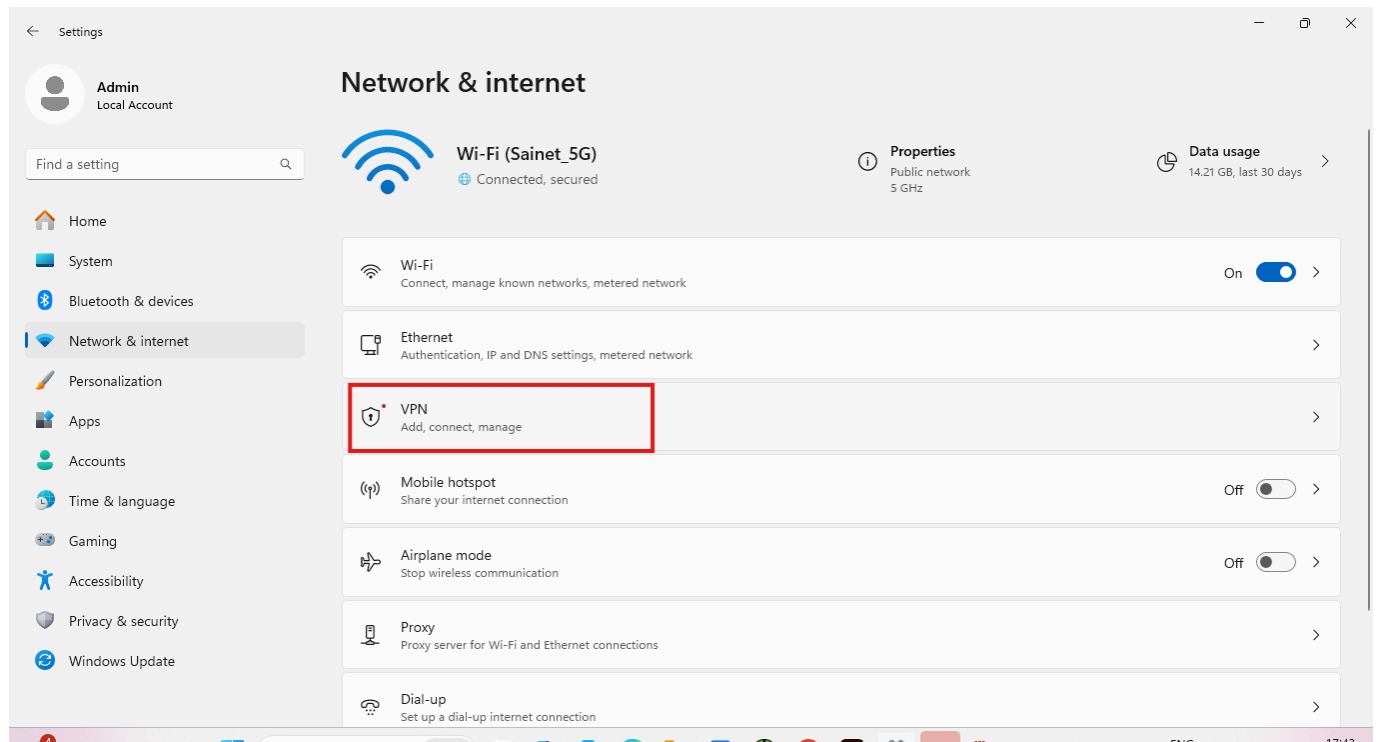 Settings
Admin
Local Account
Find a setting
Home
System
Bluetooth & devices
Network & internet
Personalization
Apps
Accounts
Time & language
Gaming
Accessibility
Privacy & security
Windows Update
Network & internet
Wi-Fi (Sainet_5G)
Connected, secured
Properties
Public network
5 GHz
Data usage
14.21 GB, last 30 days
Wi-Fi
Connect, manage known networks, metered network
On
Ethernet
Authentication, IP and DNS settings, metered network
VPN
Add, connect, manage
Mobile hotspot
Share your internet connection
Off
Airplane mode
Stop wireless communication
Off
Proxy
Proxy server for Wi-Fi and Ethernet connections
Dial-up
Set up a dial-up internet connection